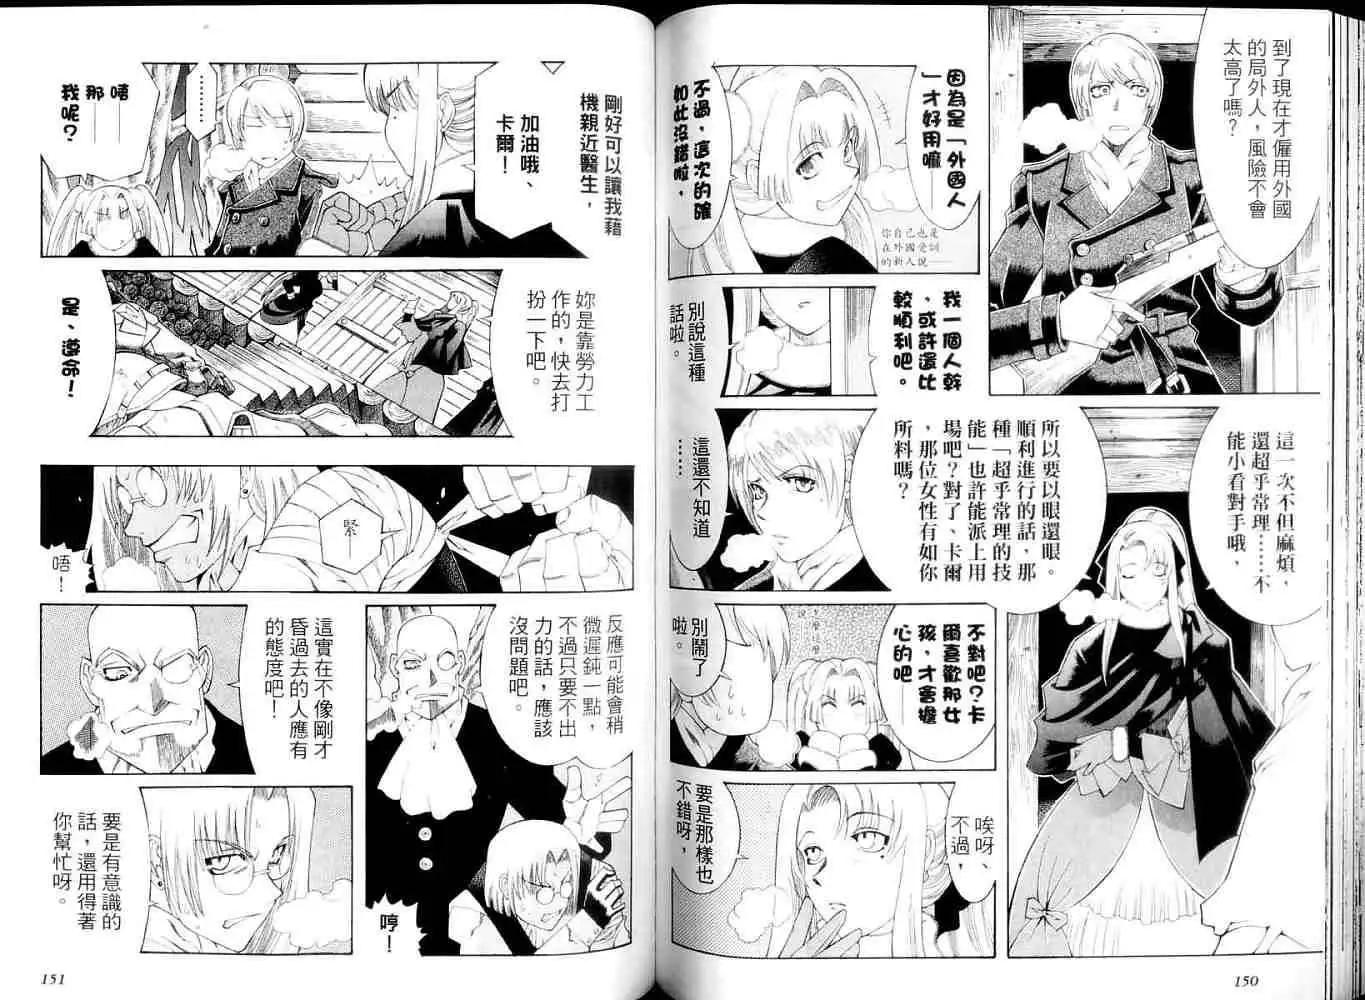 到了現在才僱用外國
的局外人，風險不會
太高了嗎？
因為是「外國人
」才好用嘛——
不過，這次的確
如此沒錯啦，
你自己也是
在外國受訓
的新人說——
我一個人幹
，或許還比
較順利吧。
別說這種
話啦。
這一次不但麻煩，
還超乎常理……不
能小看對手哦，
所以要以眼還眼。
順利進行的話，那
種「超乎常理的技
能」也許能派上用
場吧？對了、卡爾
，那位女性有如你
所料嗎？
這還不知道
……
不對吧？卡
爾喜歡那女
孩，才會擔
心的吧——
別鬧了
啦。
唉呀、
不過，
要是那樣也
不錯呀，
150
剛好可以讓我藉
機親近醫生，
加油哦、
卡爾！
………
唔
那——
我呢？
妳是靠勞力工
作的，快去打
扮一下吧。
是、遵命！
緊—
唔！
反應可能會稍
微遲鈍一點，
不過只要不出
力的話，應該
沒問題吧。
哼！
這實在不像剛才
昏過去的人應有
的態度吧！
要是有意識的
話，還用得著
你幫忙呀。
151